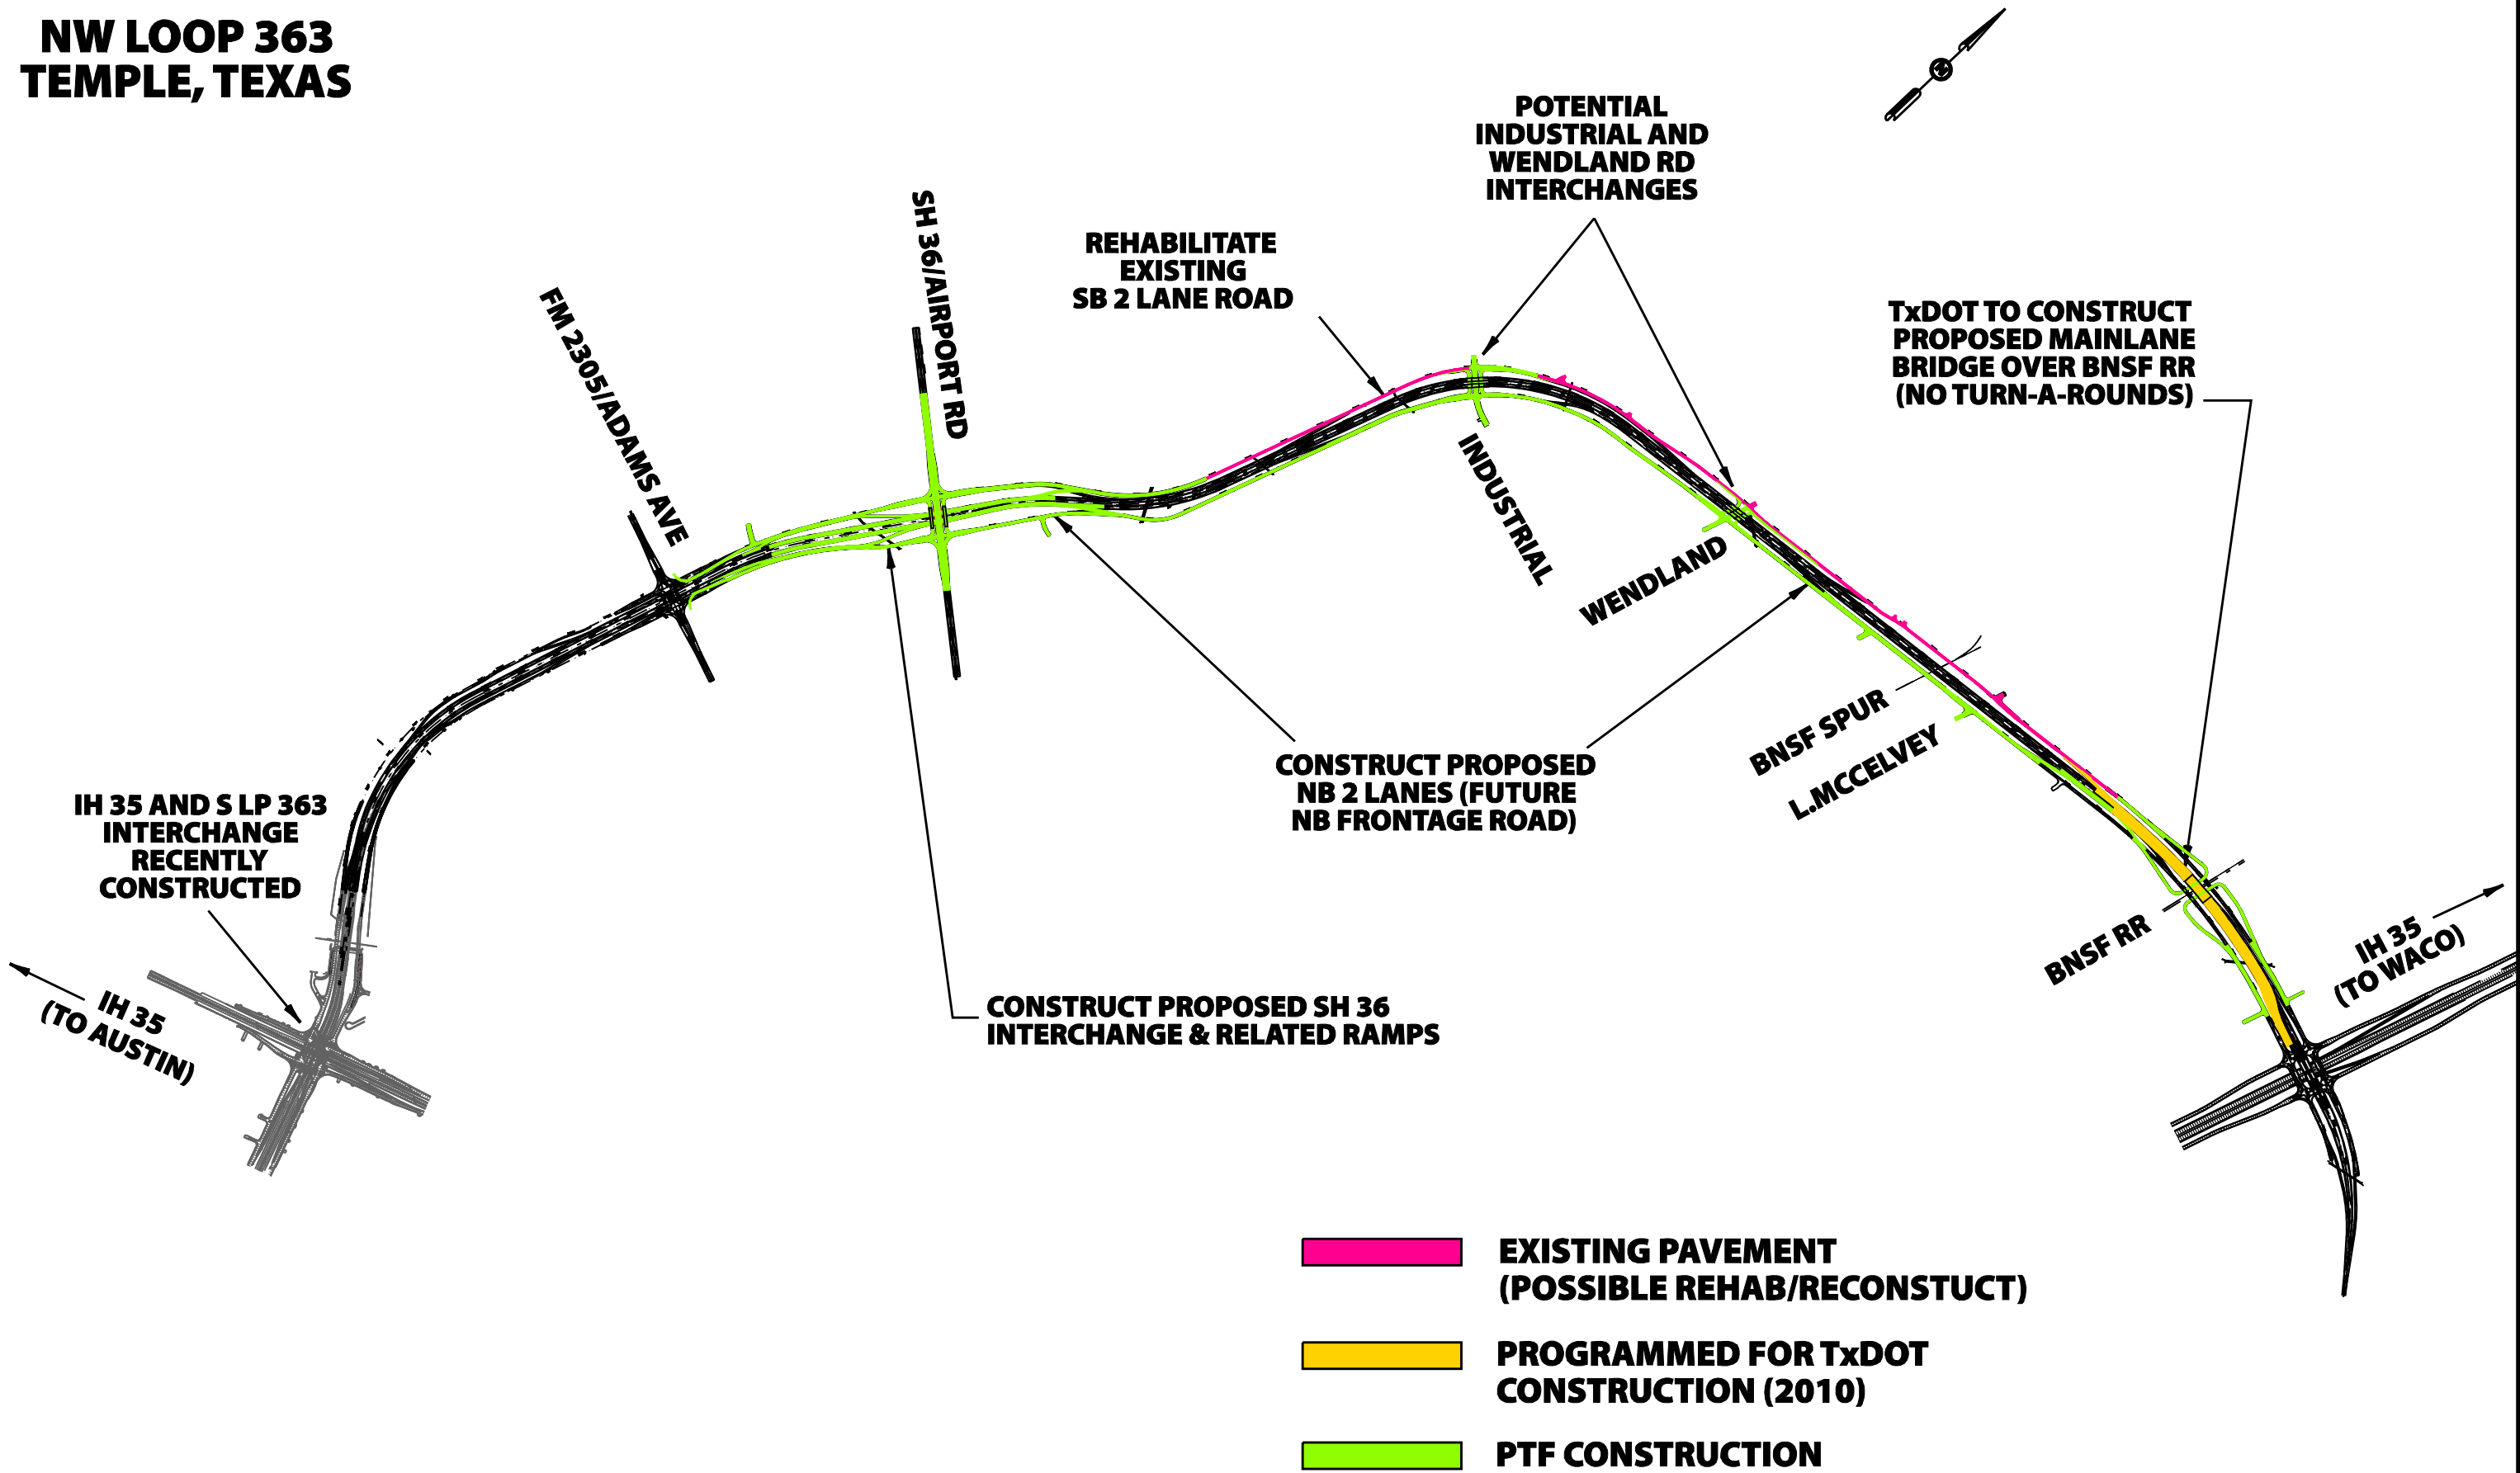 NW LOOP 363
TEMPLE, TEXAS
POTENTIAL
INDUSTRIAL AND
WENDLAND RD
INTERCHANGES
REHABILITATE
EXISTING
SB 2 LANE ROAD
SH 36/AIRPORT RD
FM 2305/ADAMS AVE
TxDOT TO CONSTRUCT
PROPOSED MAINLANE
BRIDGE OVER BNSF RR
(NO TURN-A-ROUNDS)
INDUSTRIAL
WENDLAND
BNSF SPUR
L.MCCELVEY
CONSTRUCT PROPOSED
NB 2 LANES (FUTURE
NB FRONTAGE ROAD)
IH 35 AND S LP 363
INTERCHANGE
RECENTLY
CONSTRUCTED
BNSF RR
IH 35
(TO WACO)
IH 35
(TO AUSTIN)
CONSTRUCT PROPOSED SH 36
INTERCHANGE & RELATED RAMPS
EXISTING PAVEMENT
(POSSIBLE REHAB/RECONSTUCT)
PROGRAMMED FOR TxDOT
CONSTRUCTION (2010)
PTF CONSTRUCTION